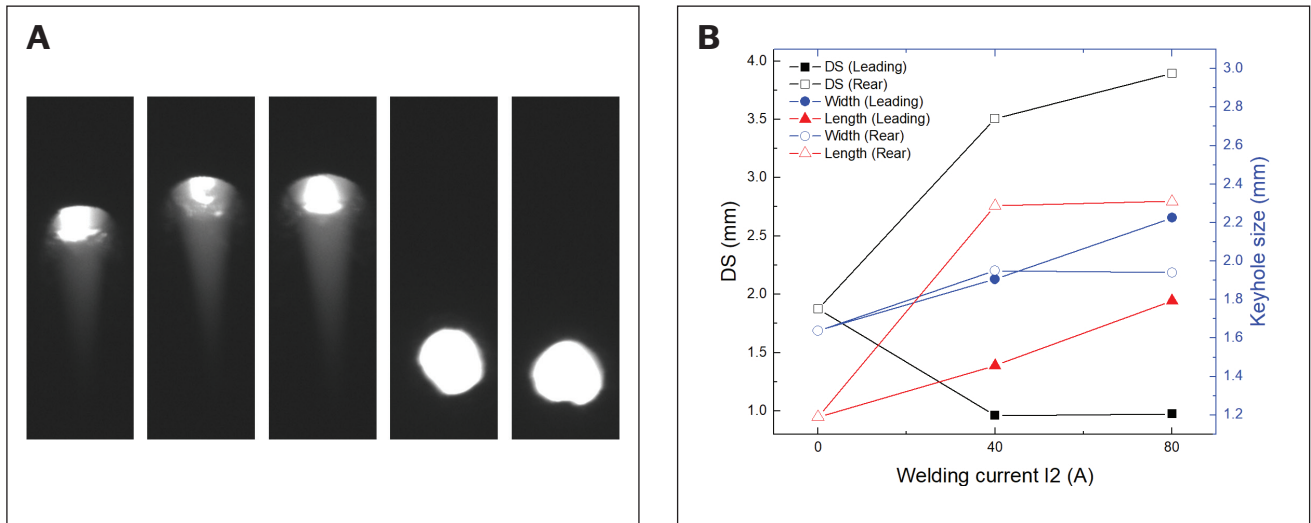 A
B
DS (Leading)
DS (Rear)
Width (Leading)
Length (Leading)
Width (Rear)
Length (Rear)
4.0
3.5
3.0
2.5
2.0
1.5
1.0
DS (mm)
3.0
2.8
2.6
2.4
2.2
2.0
1.8
1.6
1.4
1.2
Keyhole size (mm)
0 40 80
Welding current I2 (A)